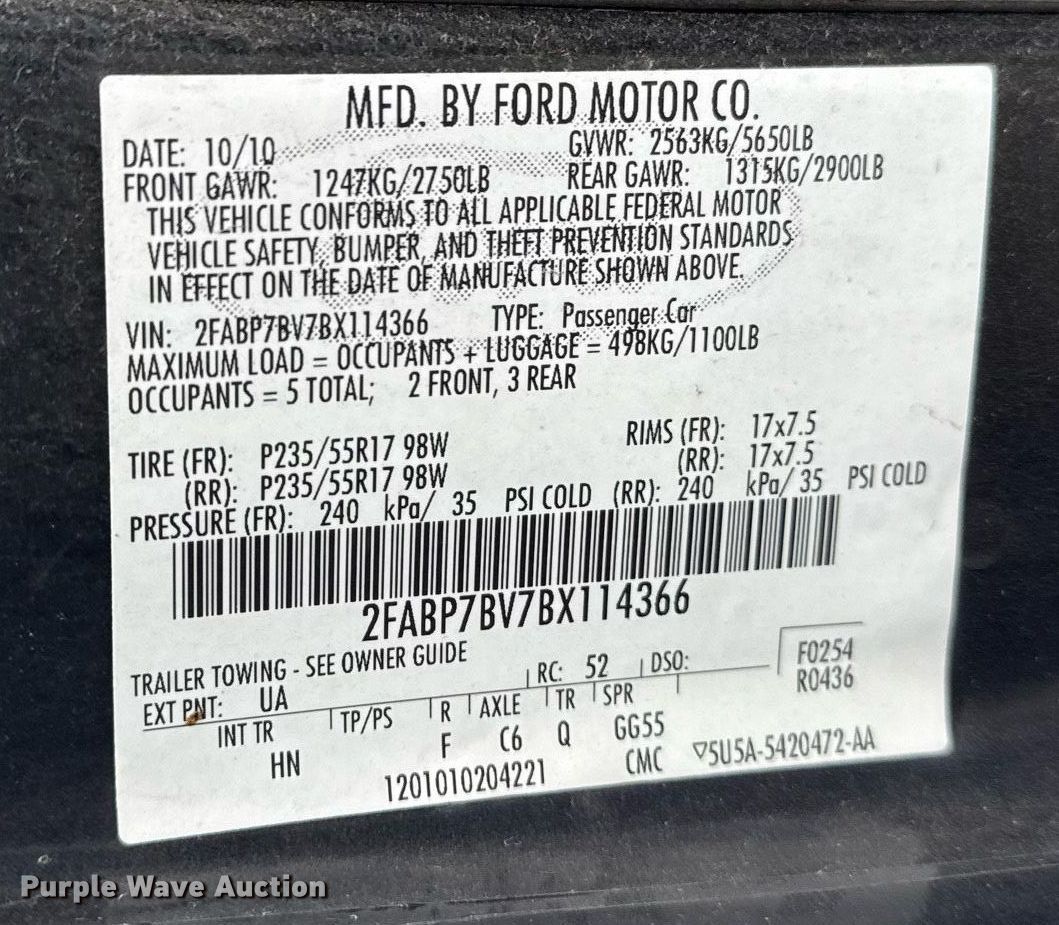 MFD. BY FORD MOTOR CO.
DATE: 10/10 GVWR: 2563KG/5650LB
FRONT GAWR: 1247KG/2750LB REAR GAWR: 1315KG/2900LB
THIS VEHICLE CONFORMS TO ALL APPLICABLE FEDERAL MOTOR
VEHICLE SAFETY, BUMPER, AND THEFT PREVENTION STANDARDS
IN EFFECT ON THE DATE OF MANUFACTURE SHOWN ABOVE.
VIN: 2FABP7BV7BX114366 TYPE: Passenger Car
MAXIMUM LOAD = OCCUPANTS + LUGGAGE = 498KG/1100LB
OCCUPANTS = 5 TOTAL; 2 FRONT, 3 REAR
TIRE (FR): P235/55R17 98W RIMS (FR): 17x7.5
(RR): P235/55R17 98W (RR): 17x7.5
PRESSURE (FR): 240 kPa/ 35 PSI COLD (RR): 240 kPa/ 35 PSI COLD
2FABP7BV7BX114366
TRAILER TOWING - SEE OWNER GUIDE
EXT PNT: UA RC: 52 DSO: F0254
R0436
INT TR TP/PS R AXLE TR SPR
HN F C6 Q GG55
1201010204221 CMC ▽5U5A-5420472-AA
Purple Wave Auction